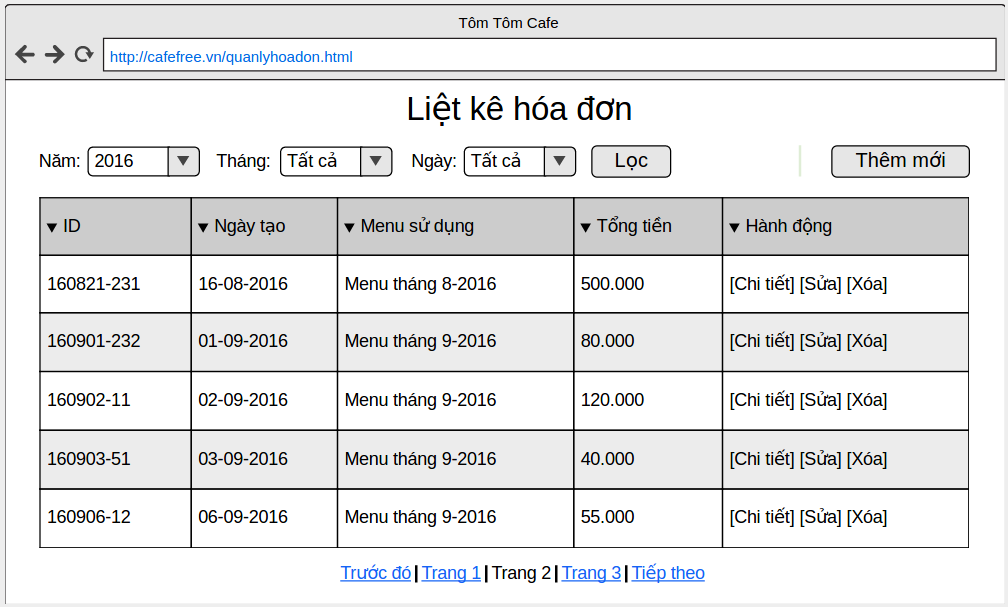 Tôm Tôm Cafe
http://cafefree.vn/quanlyhoadon.html
Liệt kê hóa đơn
Năm: 2016 Tháng: Tất cả Ngày: Tất cả Lọc Thêm mới
ID Ngày tạo Menu sử dụng Tổng tiền Hành động
160821-231 16-08-2016 Menu tháng 8-2016 500.000 [Chi tiết] [Sửa] [Xóa]
160901-232 01-09-2016 Menu tháng 9-2016 80.000 [Chi tiết] [Sửa] [Xóa]
160902-11 02-09-2016 Menu tháng 9-2016 120.000 [Chi tiết] [Sửa] [Xóa]
160903-51 03-09-2016 Menu tháng 9-2016 40.000 [Chi tiết] [Sửa] [Xóa]
160906-12 06-09-2016 Menu tháng 9-2016 55.000 [Chi tiết] [Sửa] [Xóa]
Trước đó | Trang 1 | Trang 2 | Trang 3 | Tiếp theo